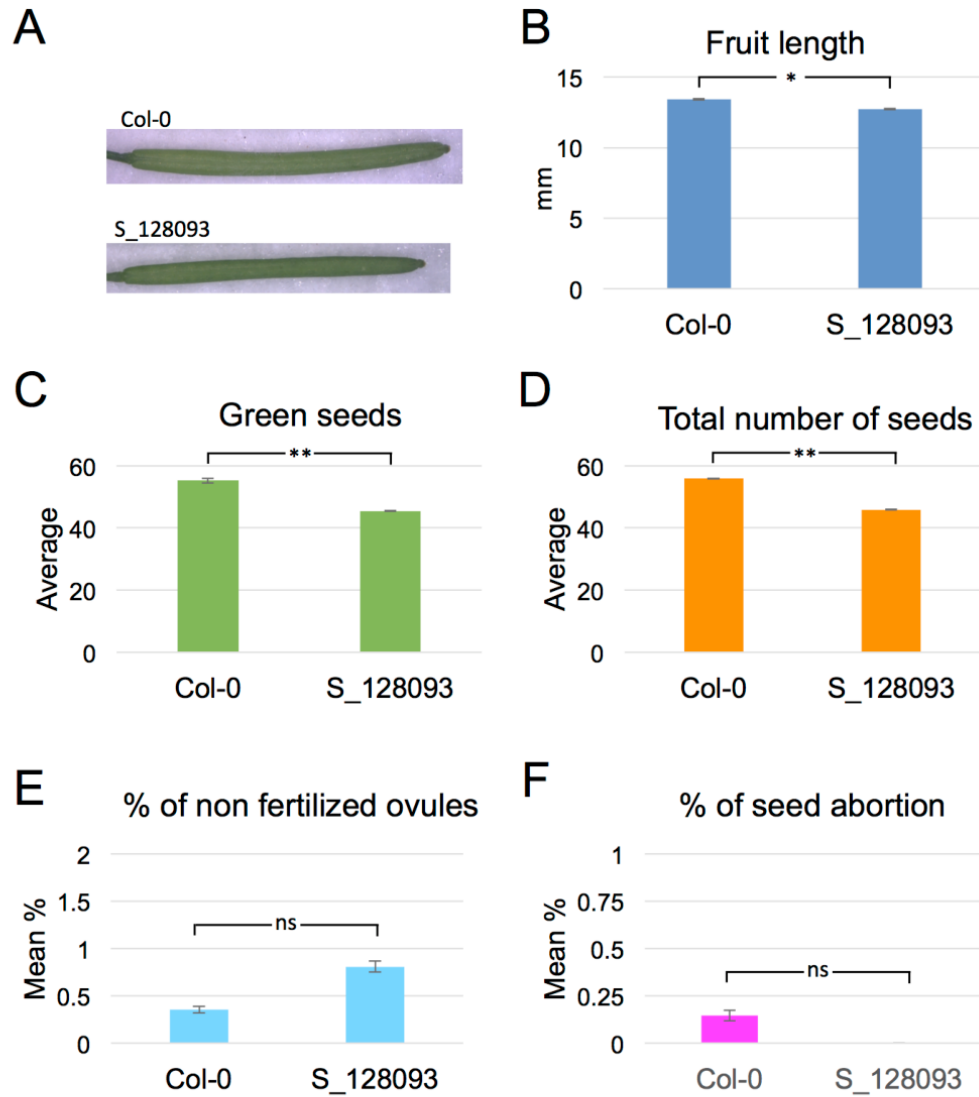 A
Col-0
S_128093
B
Fruit length
15
10
5
0
mm
*
Col-0
S_128093
C
Green seeds
60
40
20
0
Average
**
Col-0
S_128093
D
Total number of seeds
60
40
20
0
Average
**
Col-0
S_128093
E
% of non fertilized ovules
2
1.5
1
0.5
0
Mean %
ns
Col-0
S_128093
F
% of seed abortion
1
0.75
0.5
0.25
0
Mean %
ns
Col-0
S_128093